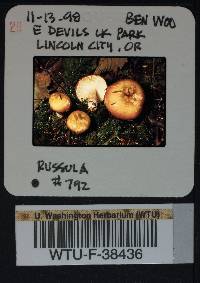 11-13-98 BEN WOO
E DEVILS LK PARK
LINCOLN CITY, OR
RUSSULA
#792
U. Washington Herbarium (WTU)
WTU-F-38436